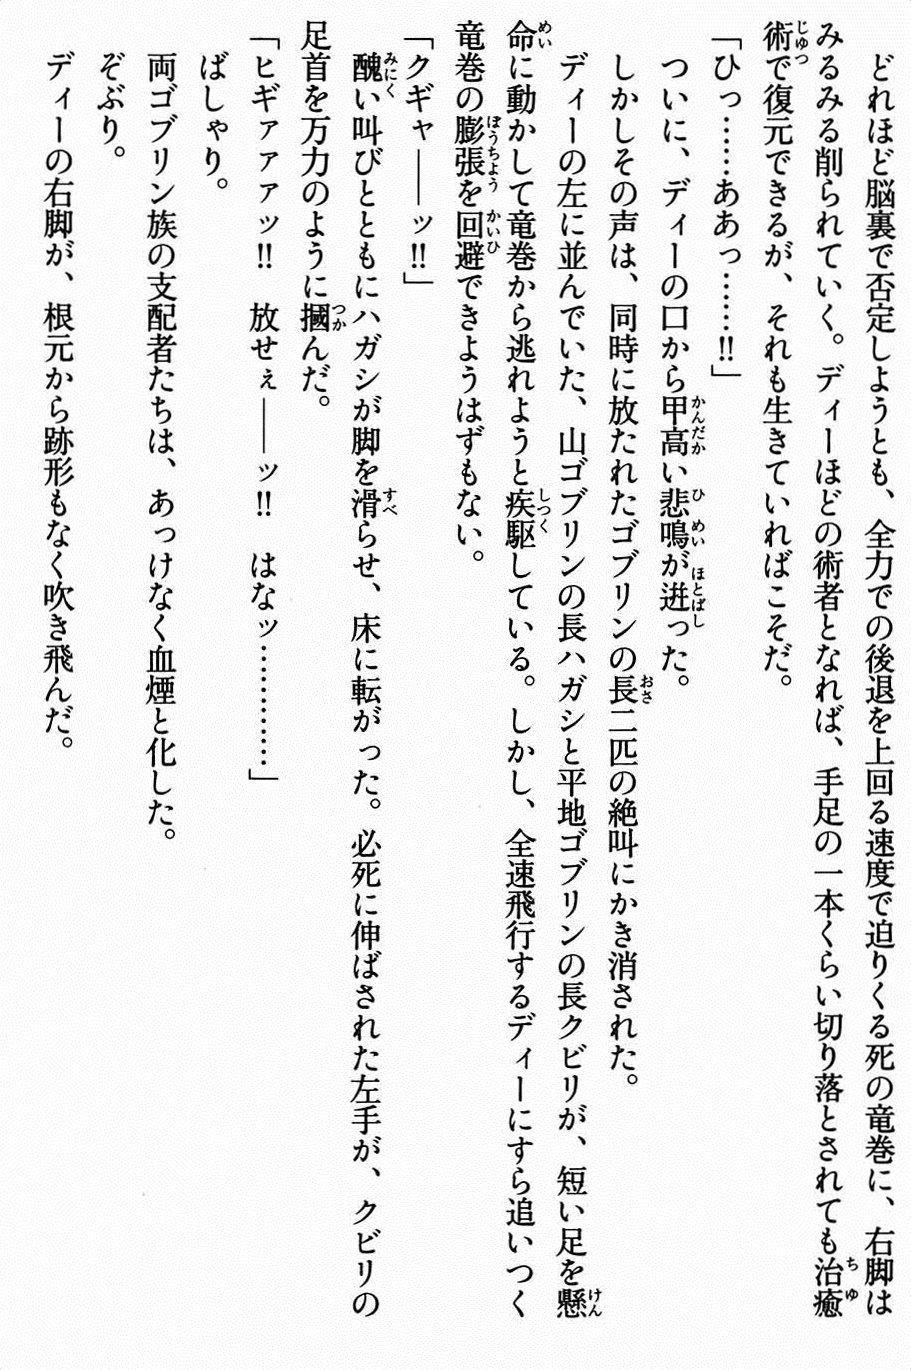 どれほど脳裏で否定しようとも、全力での後退を上回る速度で迫りくる死の竜巻に、右脚は
みるみる削られていく。ディーほどの術者となれば、手足の一本くらい切り落とされても治癒
術で復元できるが、それも生きていればこそだ。
「ひっ……ああっ……‼」
ついに、ディーの口から甲高い悲鳴が迸った。
しかしその声は、同時に放たれたゴブリンの長二匹の絶叫にかき消された。
ディーの左に並んでいた、山ゴブリンの長ハガシと平地ゴブリンの長クビリが、短い足を懸
命に動かして竜巻から逃れようと疾駆している。しかし、全速飛行するディーにすら追いつく
竜巻の膨張を回避できようはずもない。
「クギャ――ッ‼」
醜い叫びとともにハガシが脚を滑らせ、床に転がった。必死に伸ばされた左手が、クビリの
足首を万力のように摑んだ。
「ヒギァァァッ‼　放せぇ――ッ‼　はなッ…………」
ばしゃり。
両ゴブリン族の支配者たちは、あっけなく血煙と化した。
ぞぶり。
ディーの右脚が、根元から跡形もなく吹き飛んだ。